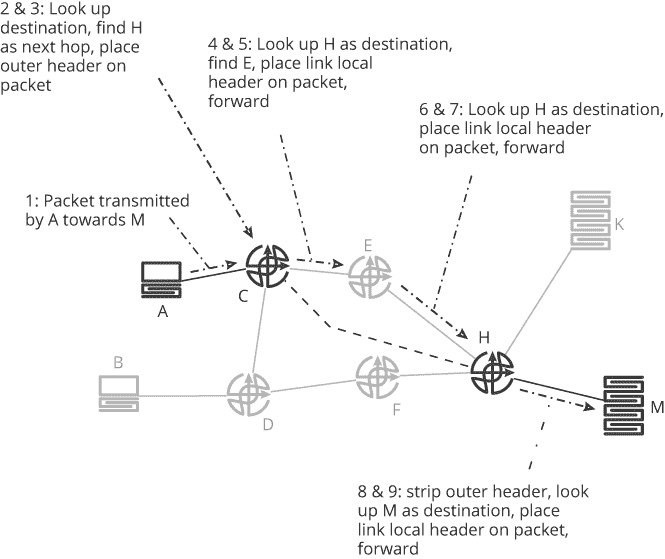 2 & 3: Look up
destination, find H
as next hop, place
outer header on
packet
4 & 5: Look up H as destination,
find E, place link local
header on packet,
forward
6 & 7: Look up H as destination,
place link local header
on packet, forward
1: Packet transmitted
by A towards M
K
E
A
C
H
B
D
F
M
8 & 9: strip outer header, look
up M as destination, place
link local header on packet,
forward